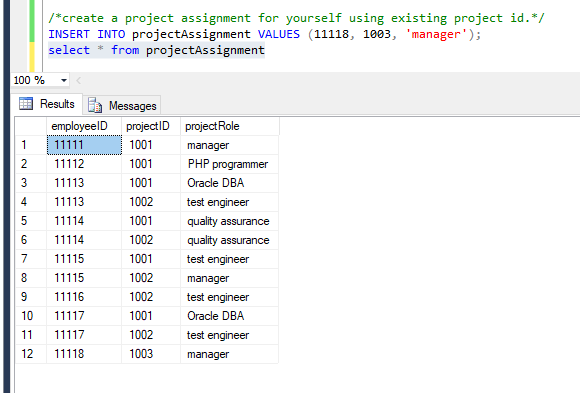 /*create a project assignment for yourself using existing project id.*/
INSERT INTO projectAssignment VALUES (11118, 1003, 'manager');
select * from projectAssignment
100 %
Results Messages
employeeID projectID projectRole
1 11111 1001 manager
2 11112 1001 PHP programmer
3 11113 1001 Oracle DBA
4 11113 1002 test engineer
5 11114 1001 quality assurance
6 11114 1002 quality assurance
7 11115 1001 test engineer
8 11115 1002 manager
9 11116 1002 test engineer
10 11117 1001 Oracle DBA
11 11117 1002 test engineer
12 11118 1003 manager